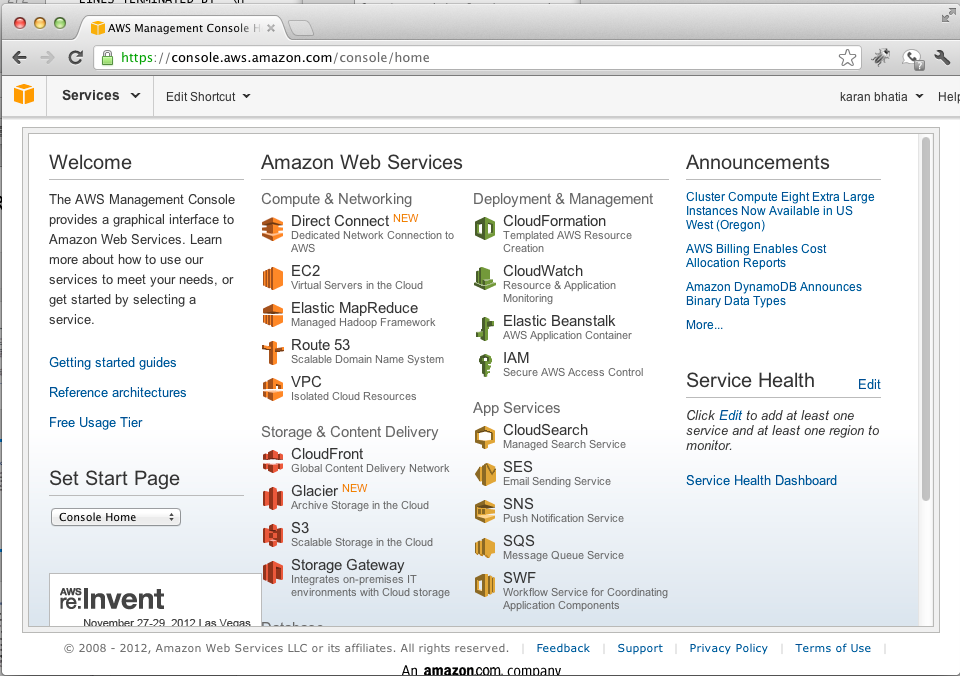 AWS Management Console H
https://console.aws.amazon.com/console/home
Services
Edit Shortcut
karan bhatia
Help
Welcome
The AWS Management Console
provides a graphical interface to
Amazon Web Services. Learn
more about how to use our
services to meet your needs, or
get started by selecting a
service.
Getting started guides
Reference architectures
Free Usage Tier
Set Start Page
Console Home
AWS
re:Invent
November 27-29, 2012 Las Vegas
Amazon Web Services
Compute & Networking
Direct Connect NEW
Dedicated Network Connection to
AWS
EC2
Virtual Servers in the Cloud
Elastic MapReduce
Managed Hadoop Framework
Route 53
Scalable Domain Name System
VPC
Isolated Cloud Resources
Storage & Content Delivery
CloudFront
Global Content Delivery Network
Glacier NEW
Archive Storage in the Cloud
S3
Scalable Storage in the Cloud
Storage Gateway
Integrates on-premises IT
environments with Cloud storage
Database
Deployment & Management
CloudFormation
Templated AWS Resource
Creation
CloudWatch
Resource & Application
Monitoring
Elastic Beanstalk
AWS Application Container
IAM
Secure AWS Access Control
App Services
CloudSearch
Managed Search Service
SES
Email Sending Service
SNS
Push Notification Service
SQS
Message Queue Service
SWF
Workflow Service for Coordinating
Application Components
Announcements
Cluster Compute Eight Extra Large
Instances Now Available in US
West (Oregon)
AWS Billing Enables Cost
Allocation Reports
Amazon DynamoDB Announces
Binary Data Types
More...
Service Health
Edit
Click Edit to add at least one
service and at least one region to
monitor.
Service Health Dashboard
© 2008 - 2012, Amazon Web Services LLC or its affiliates. All rights reserved. | Feedback | Support | Privacy Policy | Terms of Use |
An amazon.com. company